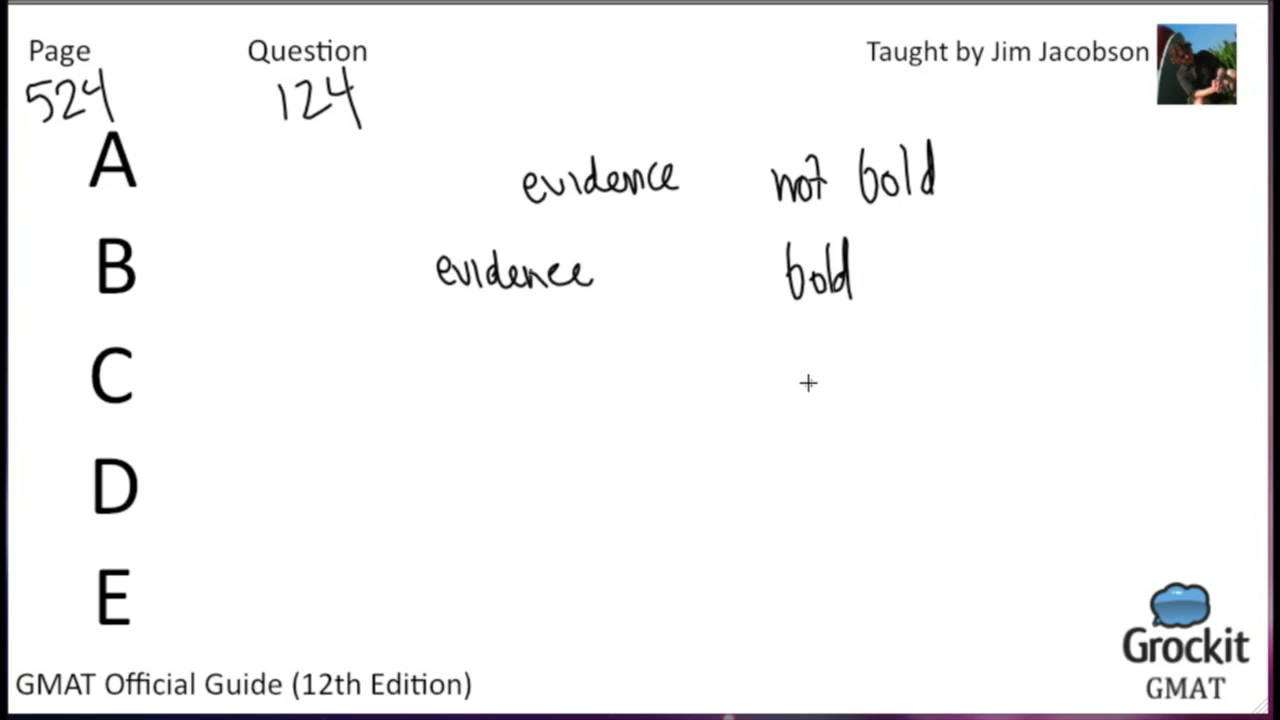 Page Question Taught by Jim Jacobson
524 124
A evidence not bold
B evidence bold
C
D
E
Grockit
GMAT
GMAT Official Guide (12th Edition)